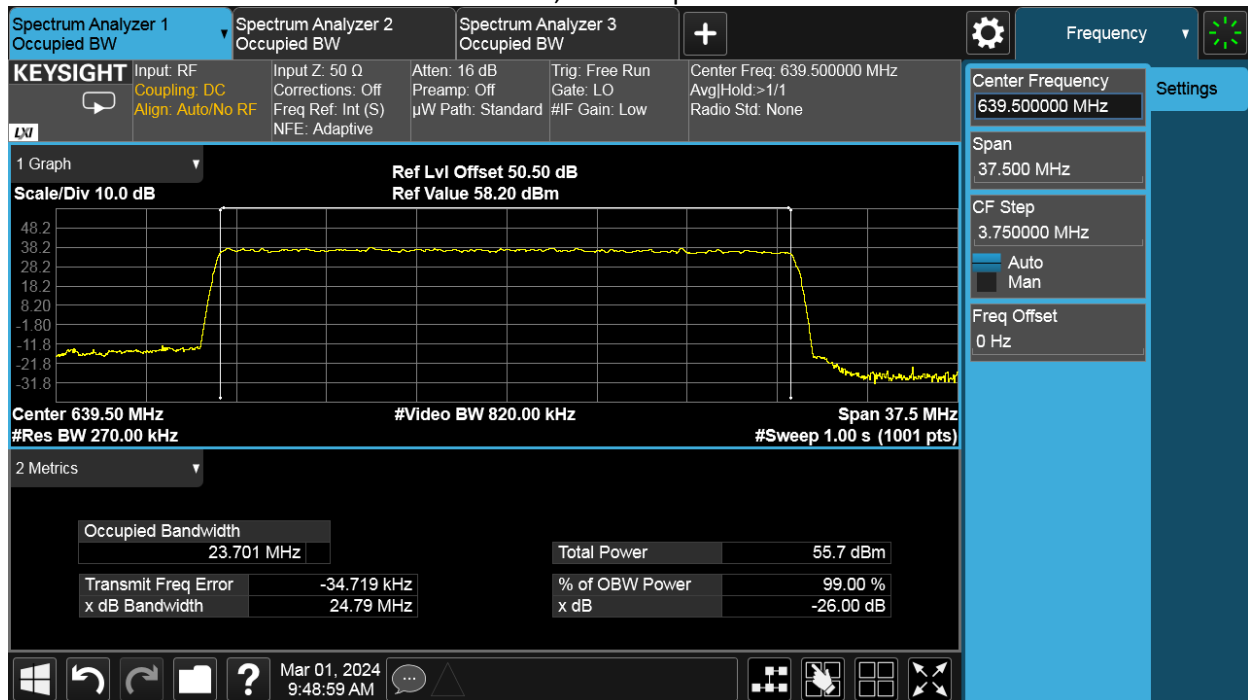 Spectrum Analyzer 1
Occupied BW
Spectrum Analyzer 2
Occupied BW
Spectrum Analyzer 3
Occupied BW
+
Frequency
KEYSIGHT
LXI
Input: RF
Coupling: DC
Align: Auto/No RF
Input Z: 50 Ω
Corrections: Off
Freq Ref: Int (S)
NFE: Adaptive
Atten: 16 dB
Preamp: Off
µW Path: Standard
Trig: Free Run
Gate: LO
#IF Gain: Low
Center Freq: 639.500000 MHz
Avg|Hold:>1/1
Radio Std: None
Center Frequency
639.500000 MHz
Settings
Span
37.500 MHz
CF Step
3.750000 MHz
Auto
Man
Freq Offset
0 Hz
1 Graph
Scale/Div 10.0 dB
Ref Lvl Offset 50.50 dB
Ref Value 58.20 dBm
48.2
38.2
28.2
18.2
8.20
-1.80
-11.8
-21.8
-31.8
Center 639.50 MHz
#Video BW 820.00 kHz
Span 37.5 MHz
#Res BW 270.00 kHz
#Sweep 1.00 s (1001 pts)
2 Metrics
Occupied Bandwidth
23.701 MHz
Total Power 55.7 dBm
Transmit Freq Error -34.719 kHz
% of OBW Power 99.00 %
x dB Bandwidth 24.79 MHz
x dB -26.00 dB
?
Mar 01, 2024
9:48:59 AM